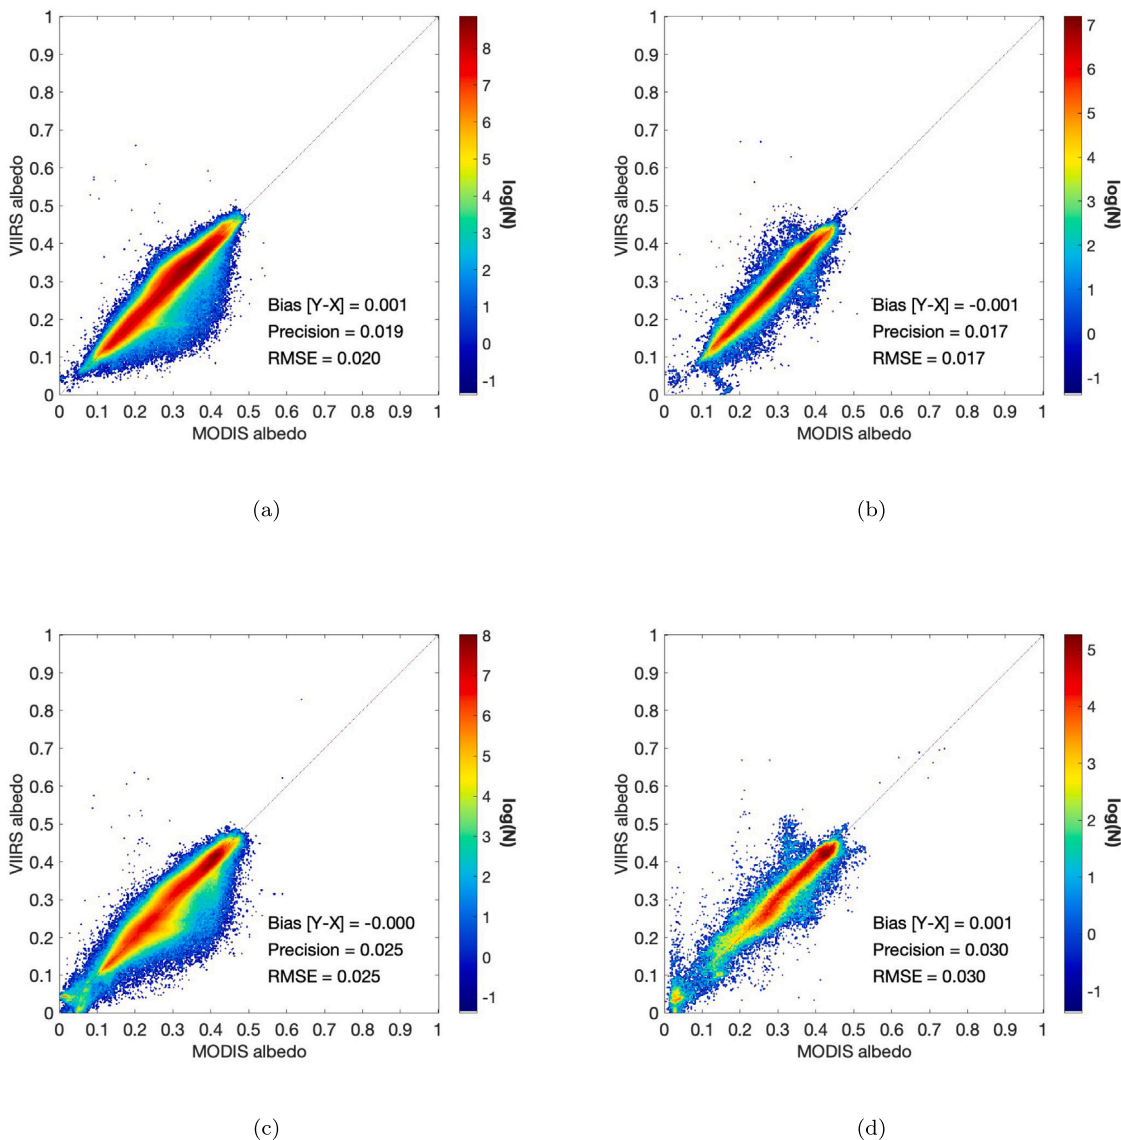 1
0.9
0.8
0.7
0.6
0.5
0.4
0.3
0.2
0.1
0
VIIRS albedo
0 0.1 0.2 0.3 0.4 0.5 0.6 0.7 0.8 0.9 1
MODIS albedo
Bias [Y-X] = 0.001
Precision = 0.019
RMSE = 0.020
8
7
6
5
4
3
2
1
0
-1
log(N)
(a)
1
0.9
0.8
0.7
0.6
0.5
0.4
0.3
0.2
0.1
0
VIIRS albedo
0 0.1 0.2 0.3 0.4 0.5 0.6 0.7 0.8 0.9 1
MODIS albedo
Bias [Y-X] = -0.001
Precision = 0.017
RMSE = 0.017
7
6
5
4
3
2
1
0
-1
log(N)
(b)
1
0.9
0.8
0.7
0.6
0.5
0.4
0.3
0.2
0.1
0
VIIRS albedo
0 0.1 0.2 0.3 0.4 0.5 0.6 0.7 0.8 0.9 1
MODIS albedo
Bias [Y-X] = -0.000
Precision = 0.025
RMSE = 0.025
8
7
6
5
4
3
2
1
0
-1
log(N)
(c)
1
0.9
0.8
0.7
0.6
0.5
0.4
0.3
0.2
0.1
0
VIIRS albedo
0 0.1 0.2 0.3 0.4 0.5 0.6 0.7 0.8 0.9 1
MODIS albedo
Bias [Y-X] = 0.001
Precision = 0.030
RMSE = 0.030
5
4
3
2
1
0
-1
log(N)
(d)